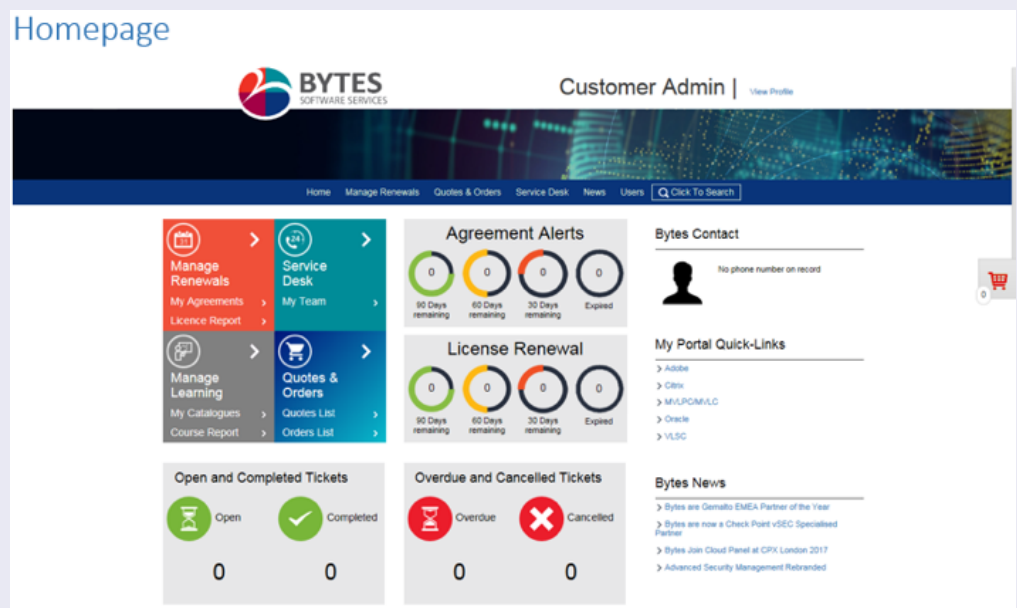 Homepage
BYTES
SOFTWARE SERVICES
Customer Admin | View Profile
Home Manage Renewals Quotes & Orders Service Desk News Users Click To Search
Manage
Renewals
My Agreements
Licence Report
24
Service
Desk
My Team
Manage
Learning
My Catalogues
Course Report
Quotes &
Orders
Quotes List
Orders List
Agreement Alerts
0 0 0 0
90 Days
remaining
60 Days
remaining
30 Days
remaining
Expired
License Renewal
0 0 0 0
90 Days
remaining
60 Days
remaining
30 Days
remaining
Expired
Bytes Contact
No phone number on record
0
My Portal Quick-Links
Adobe
Citrix
MVLPC/MVLC
Oracle
VLSC
Open and Completed Tickets
Open Completed
0 0
Overdue and Cancelled Tickets
Overdue Cancelled
0 0
Bytes News
Bytes are Gemalto EMEA Partner of the Year
Bytes are now a Check Point vSEC Specialised
Partner
Bytes Join Cloud Panel at CPX London 2017
Advanced Security Management Rebranded